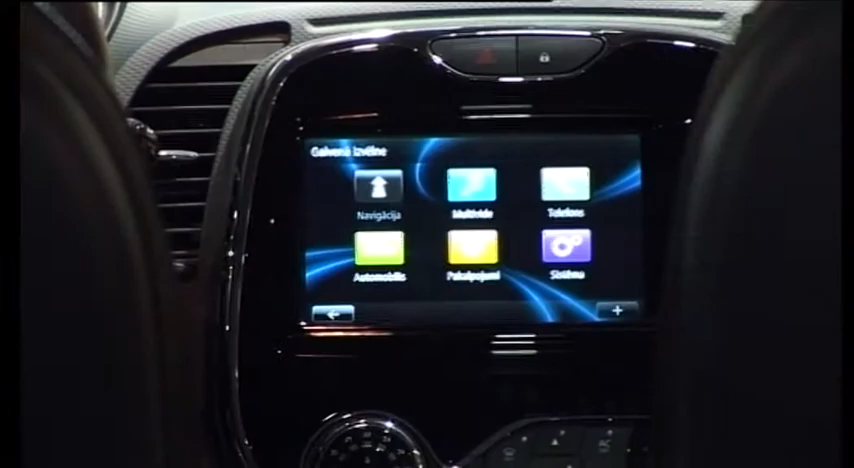 Galvenā izvēlne
Navigācija
Multivide
Telefons
Automobilis
Pakalpojumi
Sistēma